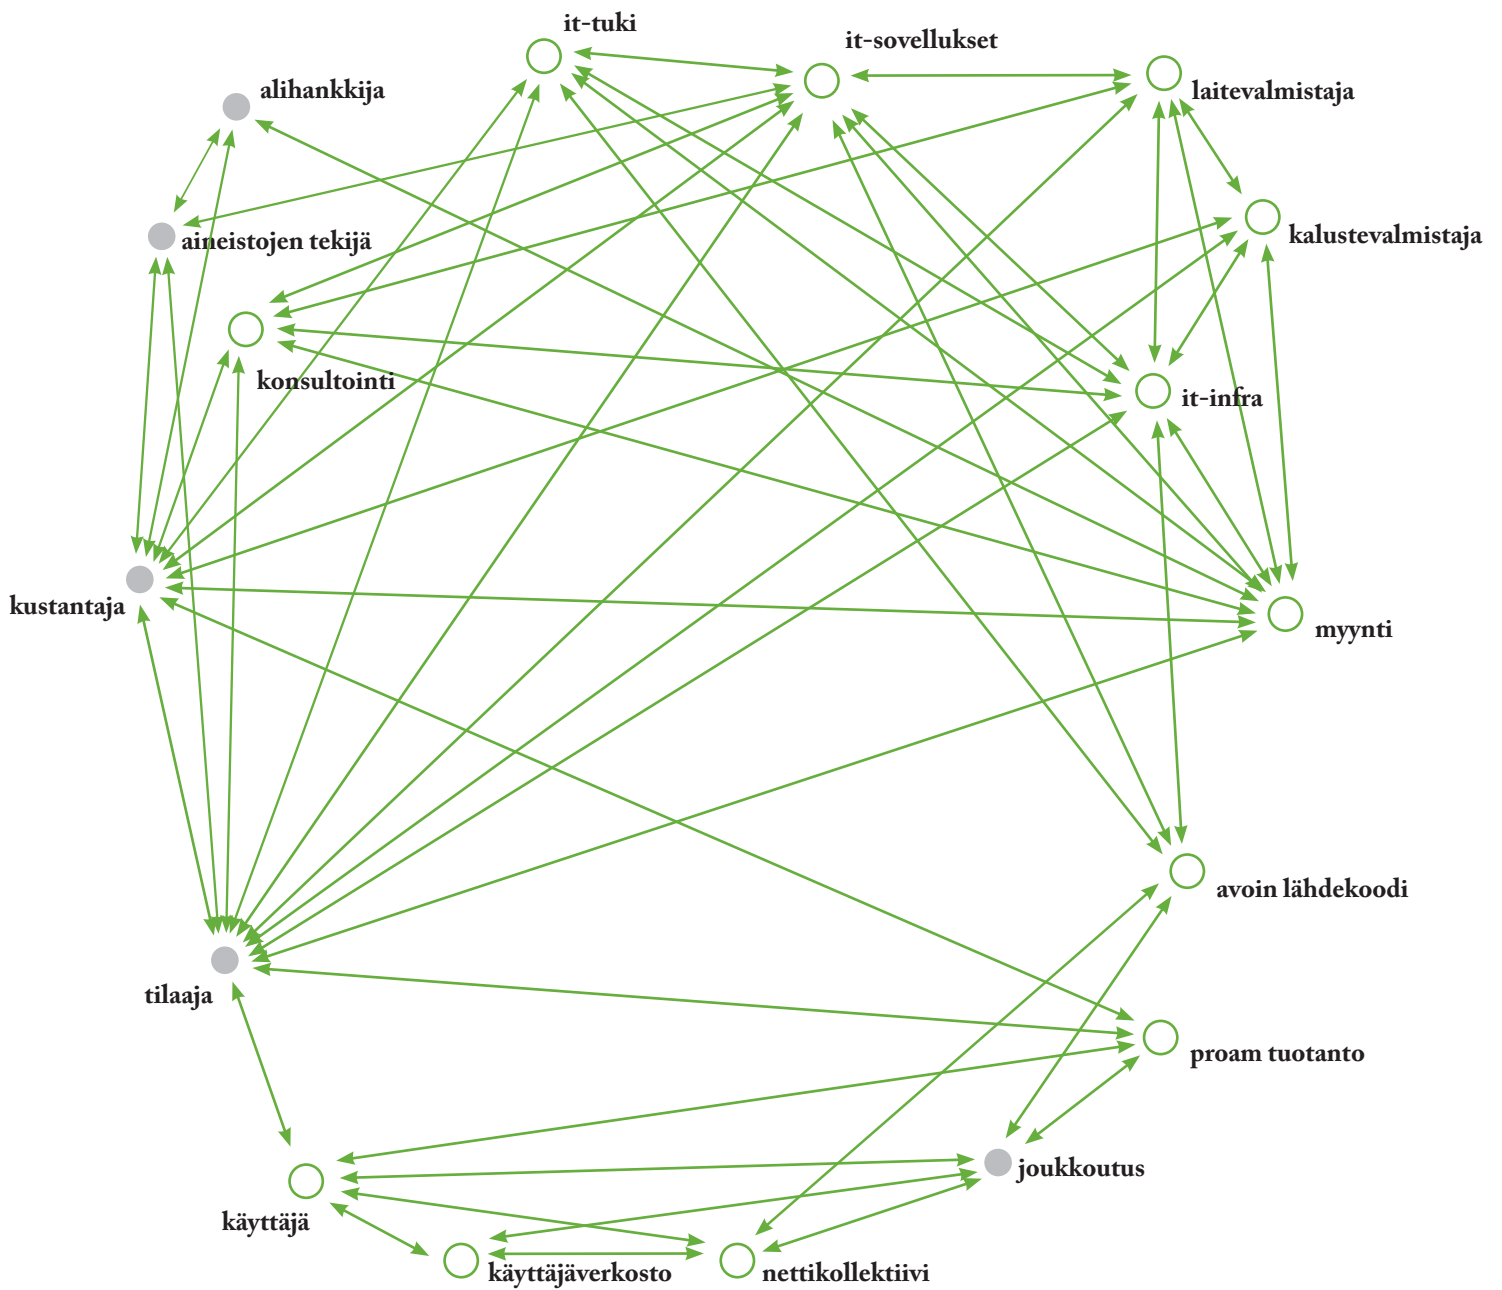 it-tuki
it-sovellukset
alihankkija
laitevalmistaja
aineistojen tekijä
kalustevalmistaja
konsultointi
it-infra
kustantaja
myynti
avoin lähdekoodi
tilaaja
proam tuotanto
joukkoutus
käyttäjä
käyttäjäverkosto
nettikollektiivi